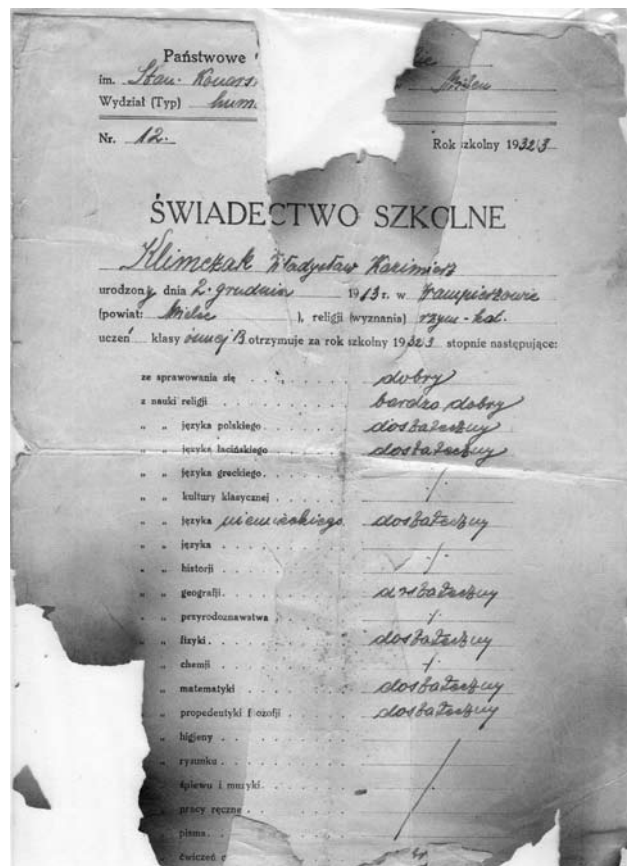 Państwowe
im. Stan. Konars
Wydział (Typ) hum.
Nr. 12. Rok szkolny 1932/3
ŚWIADECTWO SZKOLNE
Klimczak Władysław Kazimierz
urodzony dnia 2. grudnia 1913 r. w
(powiat: Mielec ), religji (wyznania) rzym-kat.
uczeń klasy ósmej B otrzymuje za rok szkolny 1932/3 stopnie następujące:
ze sprawowania się dobry
z nauki religji bardzo dobry
" " języka polskiego dostateczny
" " języka łacińskiego dostateczny
" " języka greckiego /
" " kultury klasycznej
" " języka niemieckiego dostateczny
" " języka
" " historji /
" " geografji dostateczny
" " przyrodoznawstwa /
" " fizyki dostateczny
" " chemji /
" " matematyki dostateczny
" " propedeutyki filozofji dostateczny
" " higjeny
" " rysunku
śpiewu i muzyki
" pracy ręcznej
" pisma
" ćwiczeń c